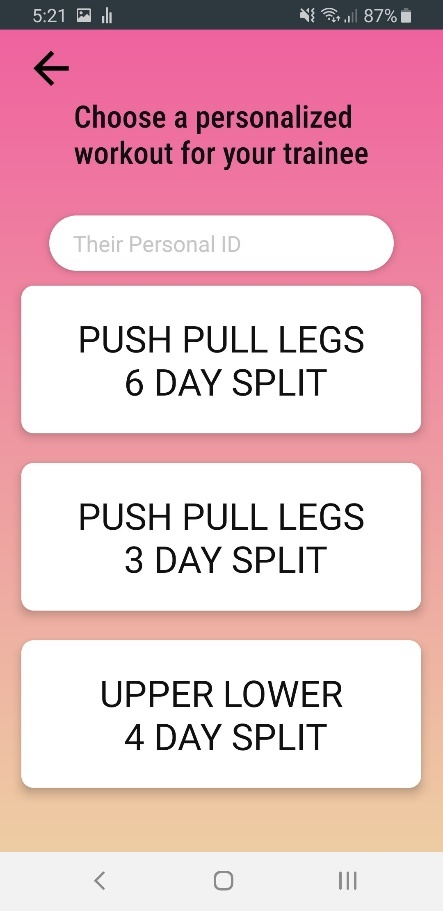 5:21
87%
Choose a personalized
workout for your trainee
Their Personal ID
PUSH PULL LEGS
6 DAY SPLIT
PUSH PULL LEGS
3 DAY SPLIT
UPPER LOWER
4 DAY SPLIT